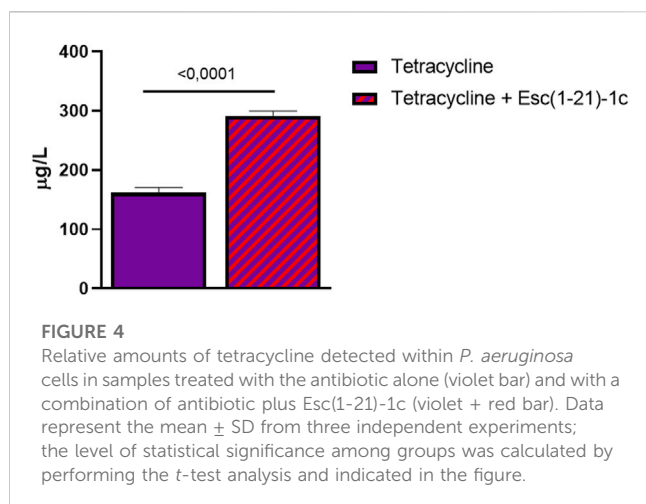 400
300
200
100
0
µg/L
<0,0001
Tetracycline
Tetracycline + Esc(1-21)-1c
FIGURE 4
Relative amounts of tetracycline detected within P. aeruginosa
cells in samples treated with the antibiotic alone (violet bar) and with a
combination of antibiotic plus Esc(1-21)-1c (violet + red bar). Data
represent the mean ± SD from three independent experiments;
the level of statistical significance among groups was calculated by
performing the t-test analysis and indicated in the figure.